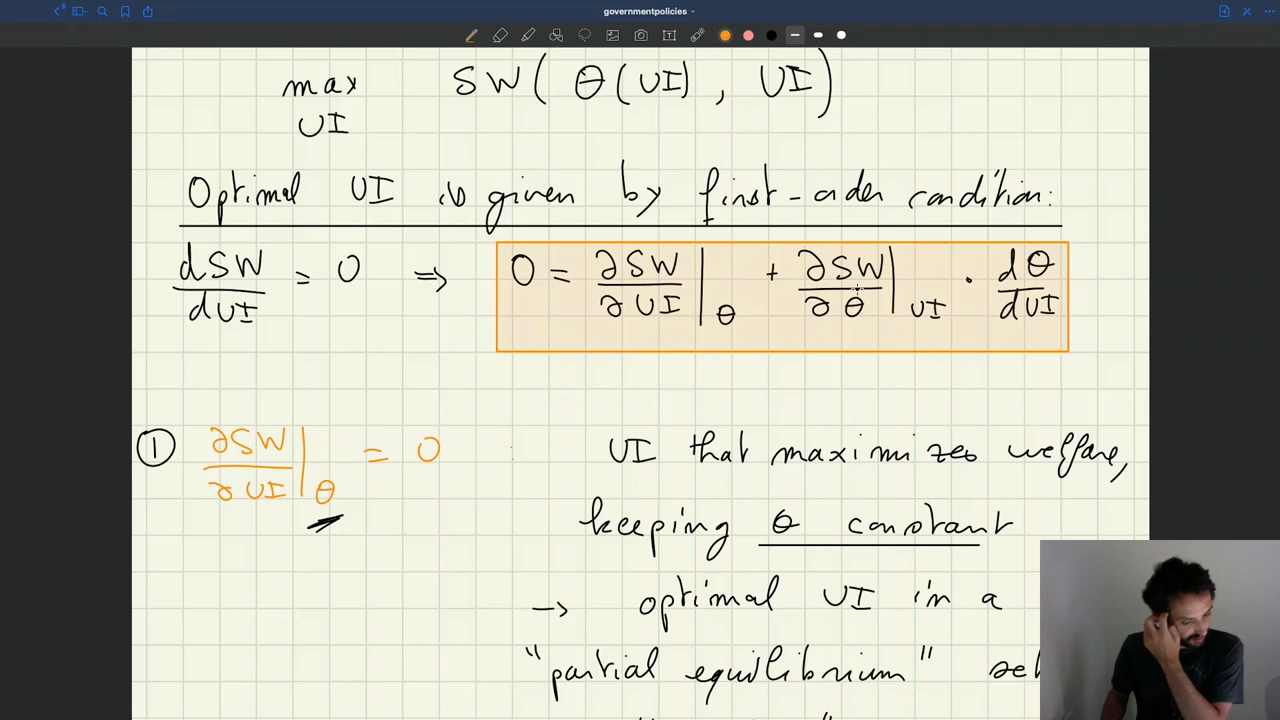 governmentpolicies
max SW( θ(UI) , UI)
UI
Optimal UI is given by first-order condition:
dSW/dUI = 0 ⇒ 0 = ∂SW/∂UI |θ + ∂SW/∂θ |UI · dθ/dUI
① ∂SW/∂UI |θ = 0 : UI that maximizes welfare,
keeping θ constant
→ optimal UI in a
"partial equilibrium" set